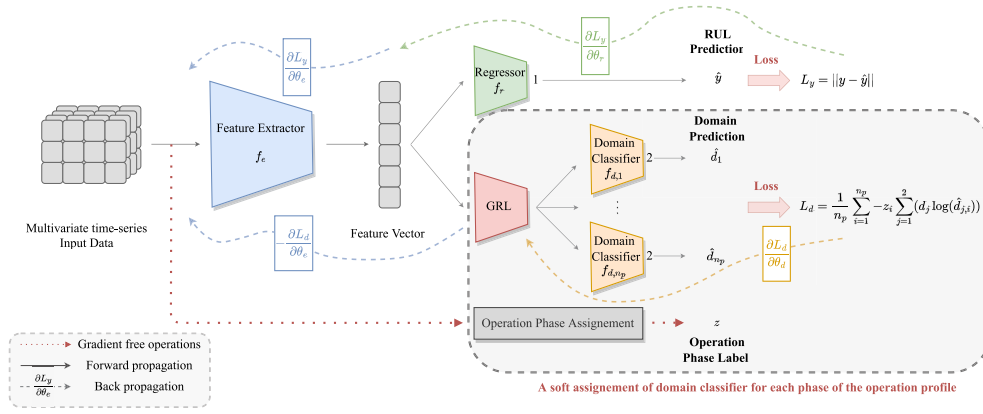 Multivariate time-series
Input Data
∂L_y/∂θ_e
Feature Extractor
f_e
-∂L_d/∂θ_e
Feature Vector
Regressor
f_r
1
∂L_y/∂θ_r
RUL
Prediction
ŷ
Loss
L_y = ||y − ŷ||
GRL
Domain
Classifier
f_{d,1}
2
⋮
Domain
Classifier
f_{d,n_p}
2
Domain
Prediction
d̂_1
d̂_{n_p}
Loss
L_d = \frac{1}{n_p} \sum_{i=1}^{n_p} -z_i \sum_{j=1}^{2} (d_j \log(\hat{d}_{j,i}))
∂L_d/∂θ_d
Operation Phase Assignement
z
Operation
Phase Label
A soft assignement of domain classifier for each phase of the operation profile
Gradient free operations
Forward propagation
∂L_y/∂θ_e
Back propagation